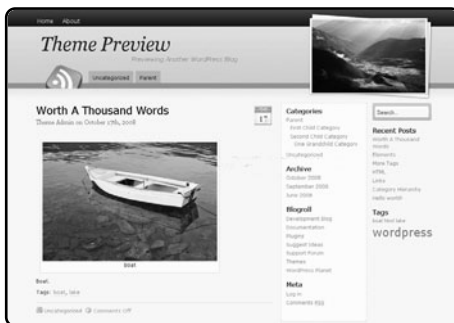 Home About
Theme Preview
Previewing Another WordPress Blog
Uncategorized Parent
Worth A Thousand Words
Theme Admin on October 17th, 2008
17
Boat
Boat.
Tags: boat, lake
Uncategorized Comments Off
Categories
Parent
First Child Category
Second Child Category
One Grandchild Category
Uncategorized
Archive
October 2008
September 2008
June 2008
Blogroll
Development Blog
Documentation
Plugins
Suggest Ideas
Support Forum
Themes
WordPress Planet
Meta
Log in
Comments RSS
Search...
Recent Posts
Worth A Thousand
Words
Elements
More Tags
HTML
Links
Category Hierarchy
Hello world!
Tags
boat Text lake
wordpress